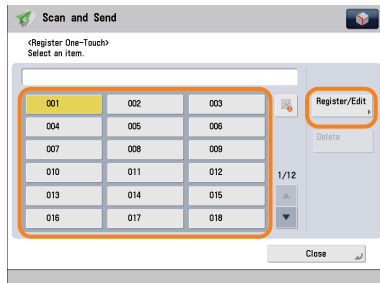 Scan and Send
<Register One-Touch>
Select an item.
001 002 003
Register/Edit
004 005 006
Delete
007 008 009
010 011 012
1/12
013 014 015
016 017 018
Close